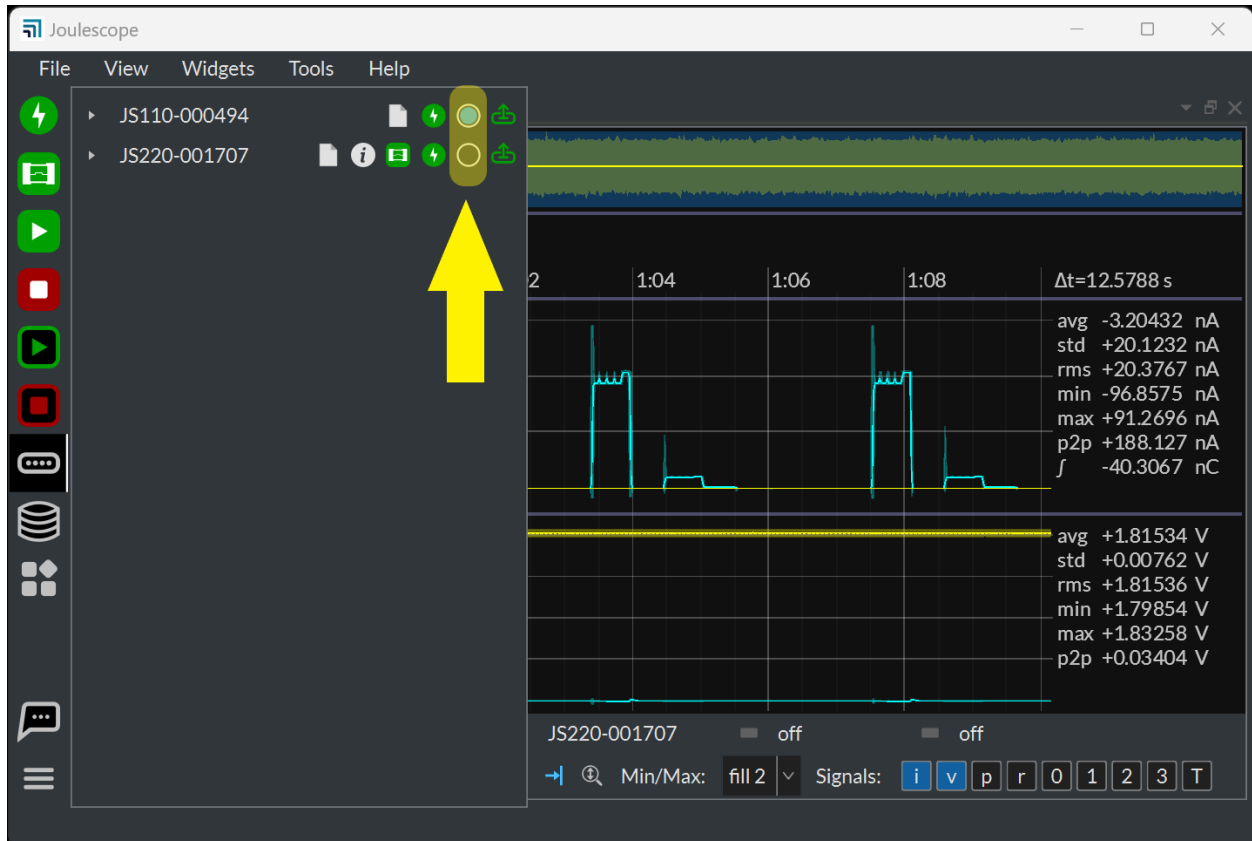 Joulescope
File View Widgets Tools Help
JS110-000494
JS220-001707
2 1:04 1:06 1:08 Δt=12.5788 s
avg -3.20432 nA
std +20.1232 nA
rms +20.3767 nA
min -96.8575 nA
max +91.2696 nA
p2p +188.127 nA
∫ -40.3067 nC
avg +1.81534 V
std +0.00762 V
rms +1.81536 V
min +1.79854 V
max +1.83258 V
p2p +0.03404 V
JS220-001707 off off
Min/Max: fill 2 Signals: i v p r 0 1 2 3 T